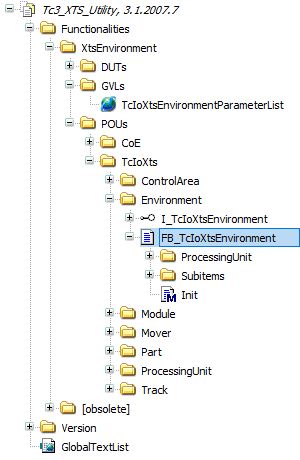 Tc3_XTS_Utility, 3.1.2007.7
Functionalities
XtsEnvironment
DUTs
GVLs
TcIoXtsEnvironmentParameterList
POUs
CoE
TcIoXts
ControlArea
Environment
I_TcIoXtsEnvironment
FB_TcIoXtsEnvironment
ProcessingUnit
Subitems
Init
Module
Mover
Part
ProcessingUnit
Track
[obsolete]
Version
GlobalTextList